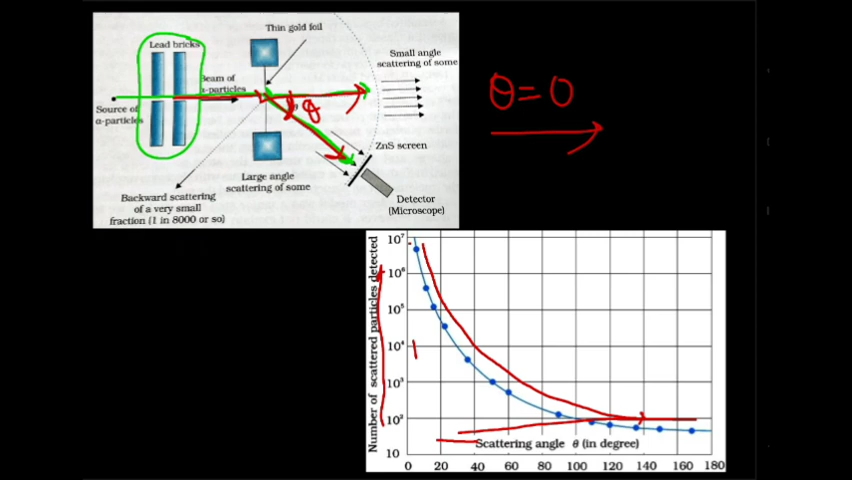 Thin gold foil
Lead bricks
Small angle
scattering of some
Beam of
α-particles
Source of
α-particles
θ
ZnS screen
Large angle
scattering of some
Backward scattering
of a very small
fraction (1 in 8000 or so)
Detector
(Microscope)
θ=0
Number of scattered particles detected
10⁷
10⁶
10⁵
10⁴
10³
10²
10
Scattering angle θ (in degree)
0 20 40 60 80 100 120 140 160 180